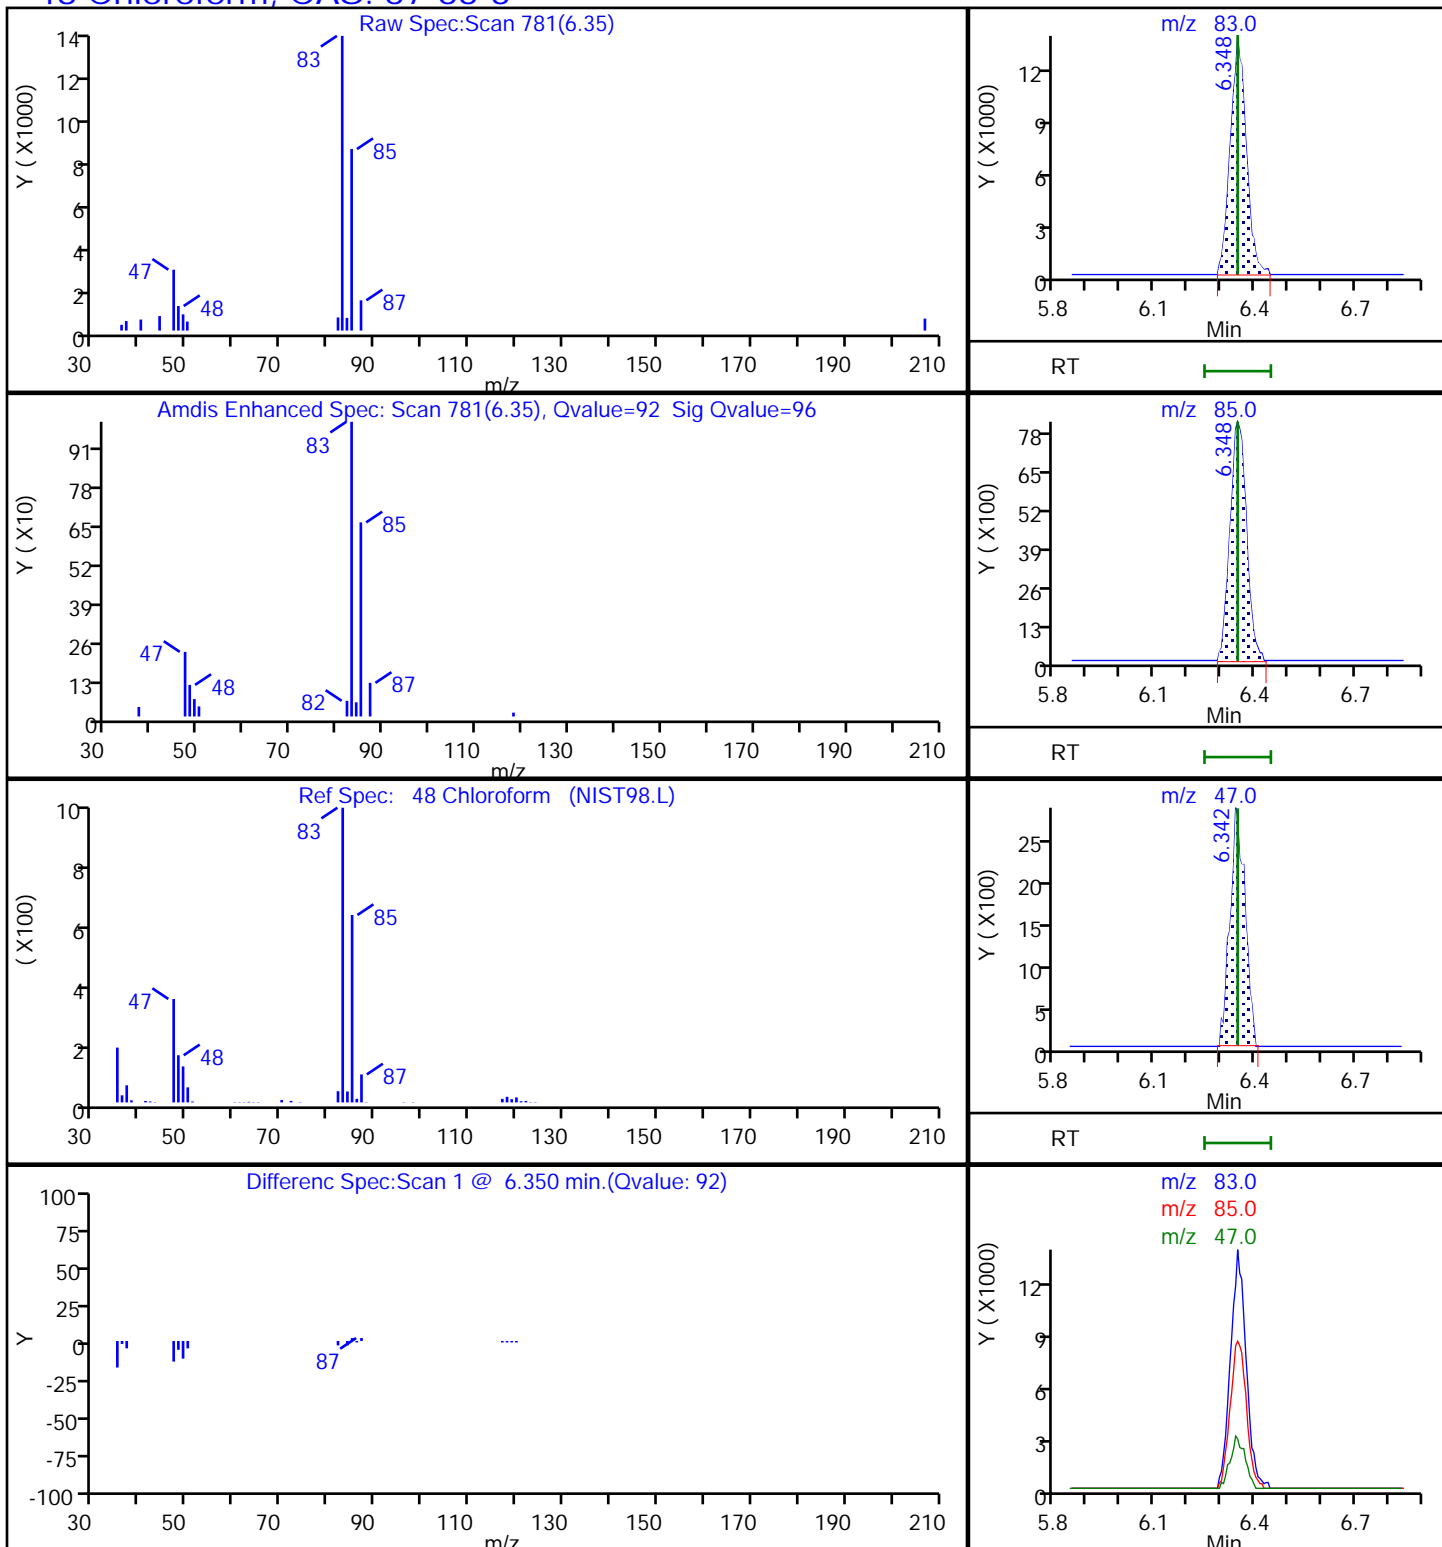 Raw Spec:Scan 781(6.35)
Y ( X1000)
14
12
10
8
6
4
2
0
83
85
47
48
87
30 50 70 90 110 130 150 170 190 210
m/z
m/z 83.0
Y ( X1000)
12
9
6
3
0
6.348
5.8 6.1 6.4 6.7
Min
RT
Amdis Enhanced Spec: Scan 781(6.35), Qvalue=92 Sig Qvalue=96
Y ( X10)
91
78
65
52
39
26
13
0
83
85
47
48
82
87
30 50 70 90 110 130 150 170 190 210
m/z
m/z 85.0
Y ( X100)
78
65
52
39
26
13
0
6.348
5.8 6.1 6.4 6.7
Min
RT
Ref Spec: 48 Chloroform (NIST98.L)
( X100)
10
8
6
4
2
0
83
85
47
48
87
30 50 70 90 110 130 150 170 190 210
m/z 47.0
Y ( X100)
25
20
15
10
5
0
6.342
5.8 6.1 6.4 6.7
Min
RT
Differenc Spec:Scan 1 @ 6.350 min.(Qvalue: 92)
Y
100
75
50
25
0
-25
-50
-75
-100
87
30 50 70 90 110 130 150 170 190 210
m/z
m/z 83.0
m/z 85.0
m/z 47.0
Y ( X1000)
12
9
6
3
0
5.8 6.1 6.4 6.7
Min